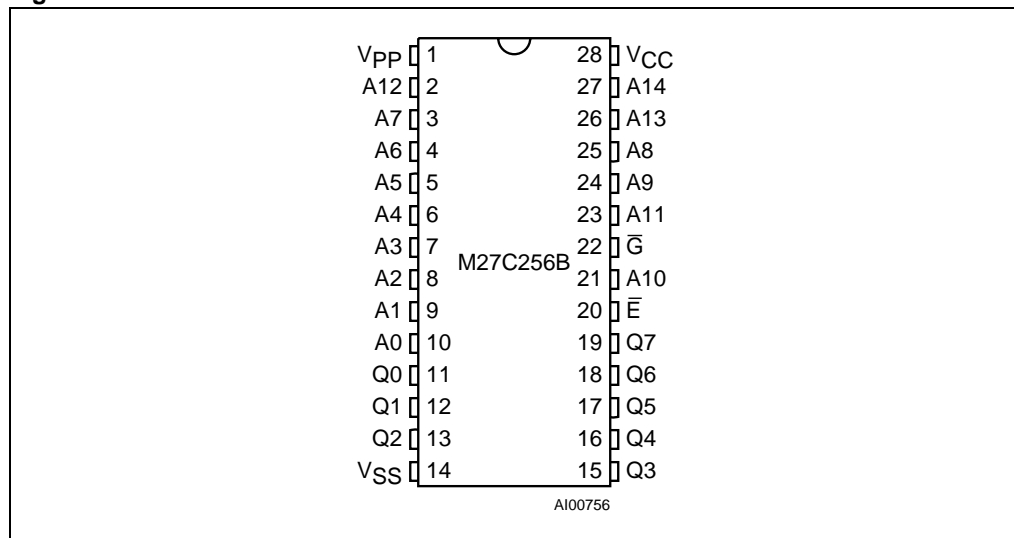 VPP 1 28 VCC
A12 2 27 A14
A7 3 26 A13
A6 4 25 A8
A5 5 24 A9
A4 6 23 A11
A3 7 22 G̅
M27C256B
A2 8 21 A10
A1 9 20 E̅
A0 10 19 Q7
Q0 11 18 Q6
Q1 12 17 Q5
Q2 13 16 Q4
VSS 14 15 Q3
AI00756